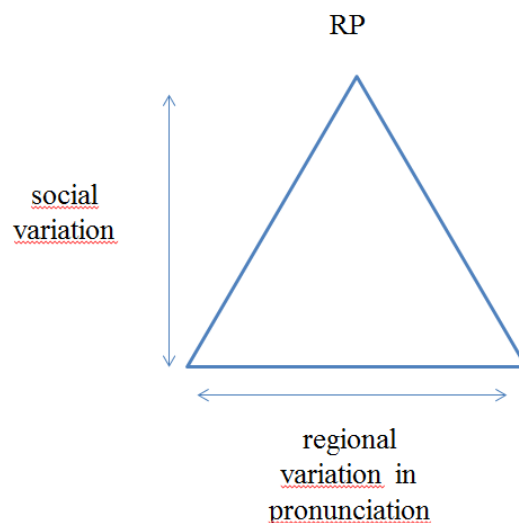 RP
social
variation
regional
variation in
pronunciation